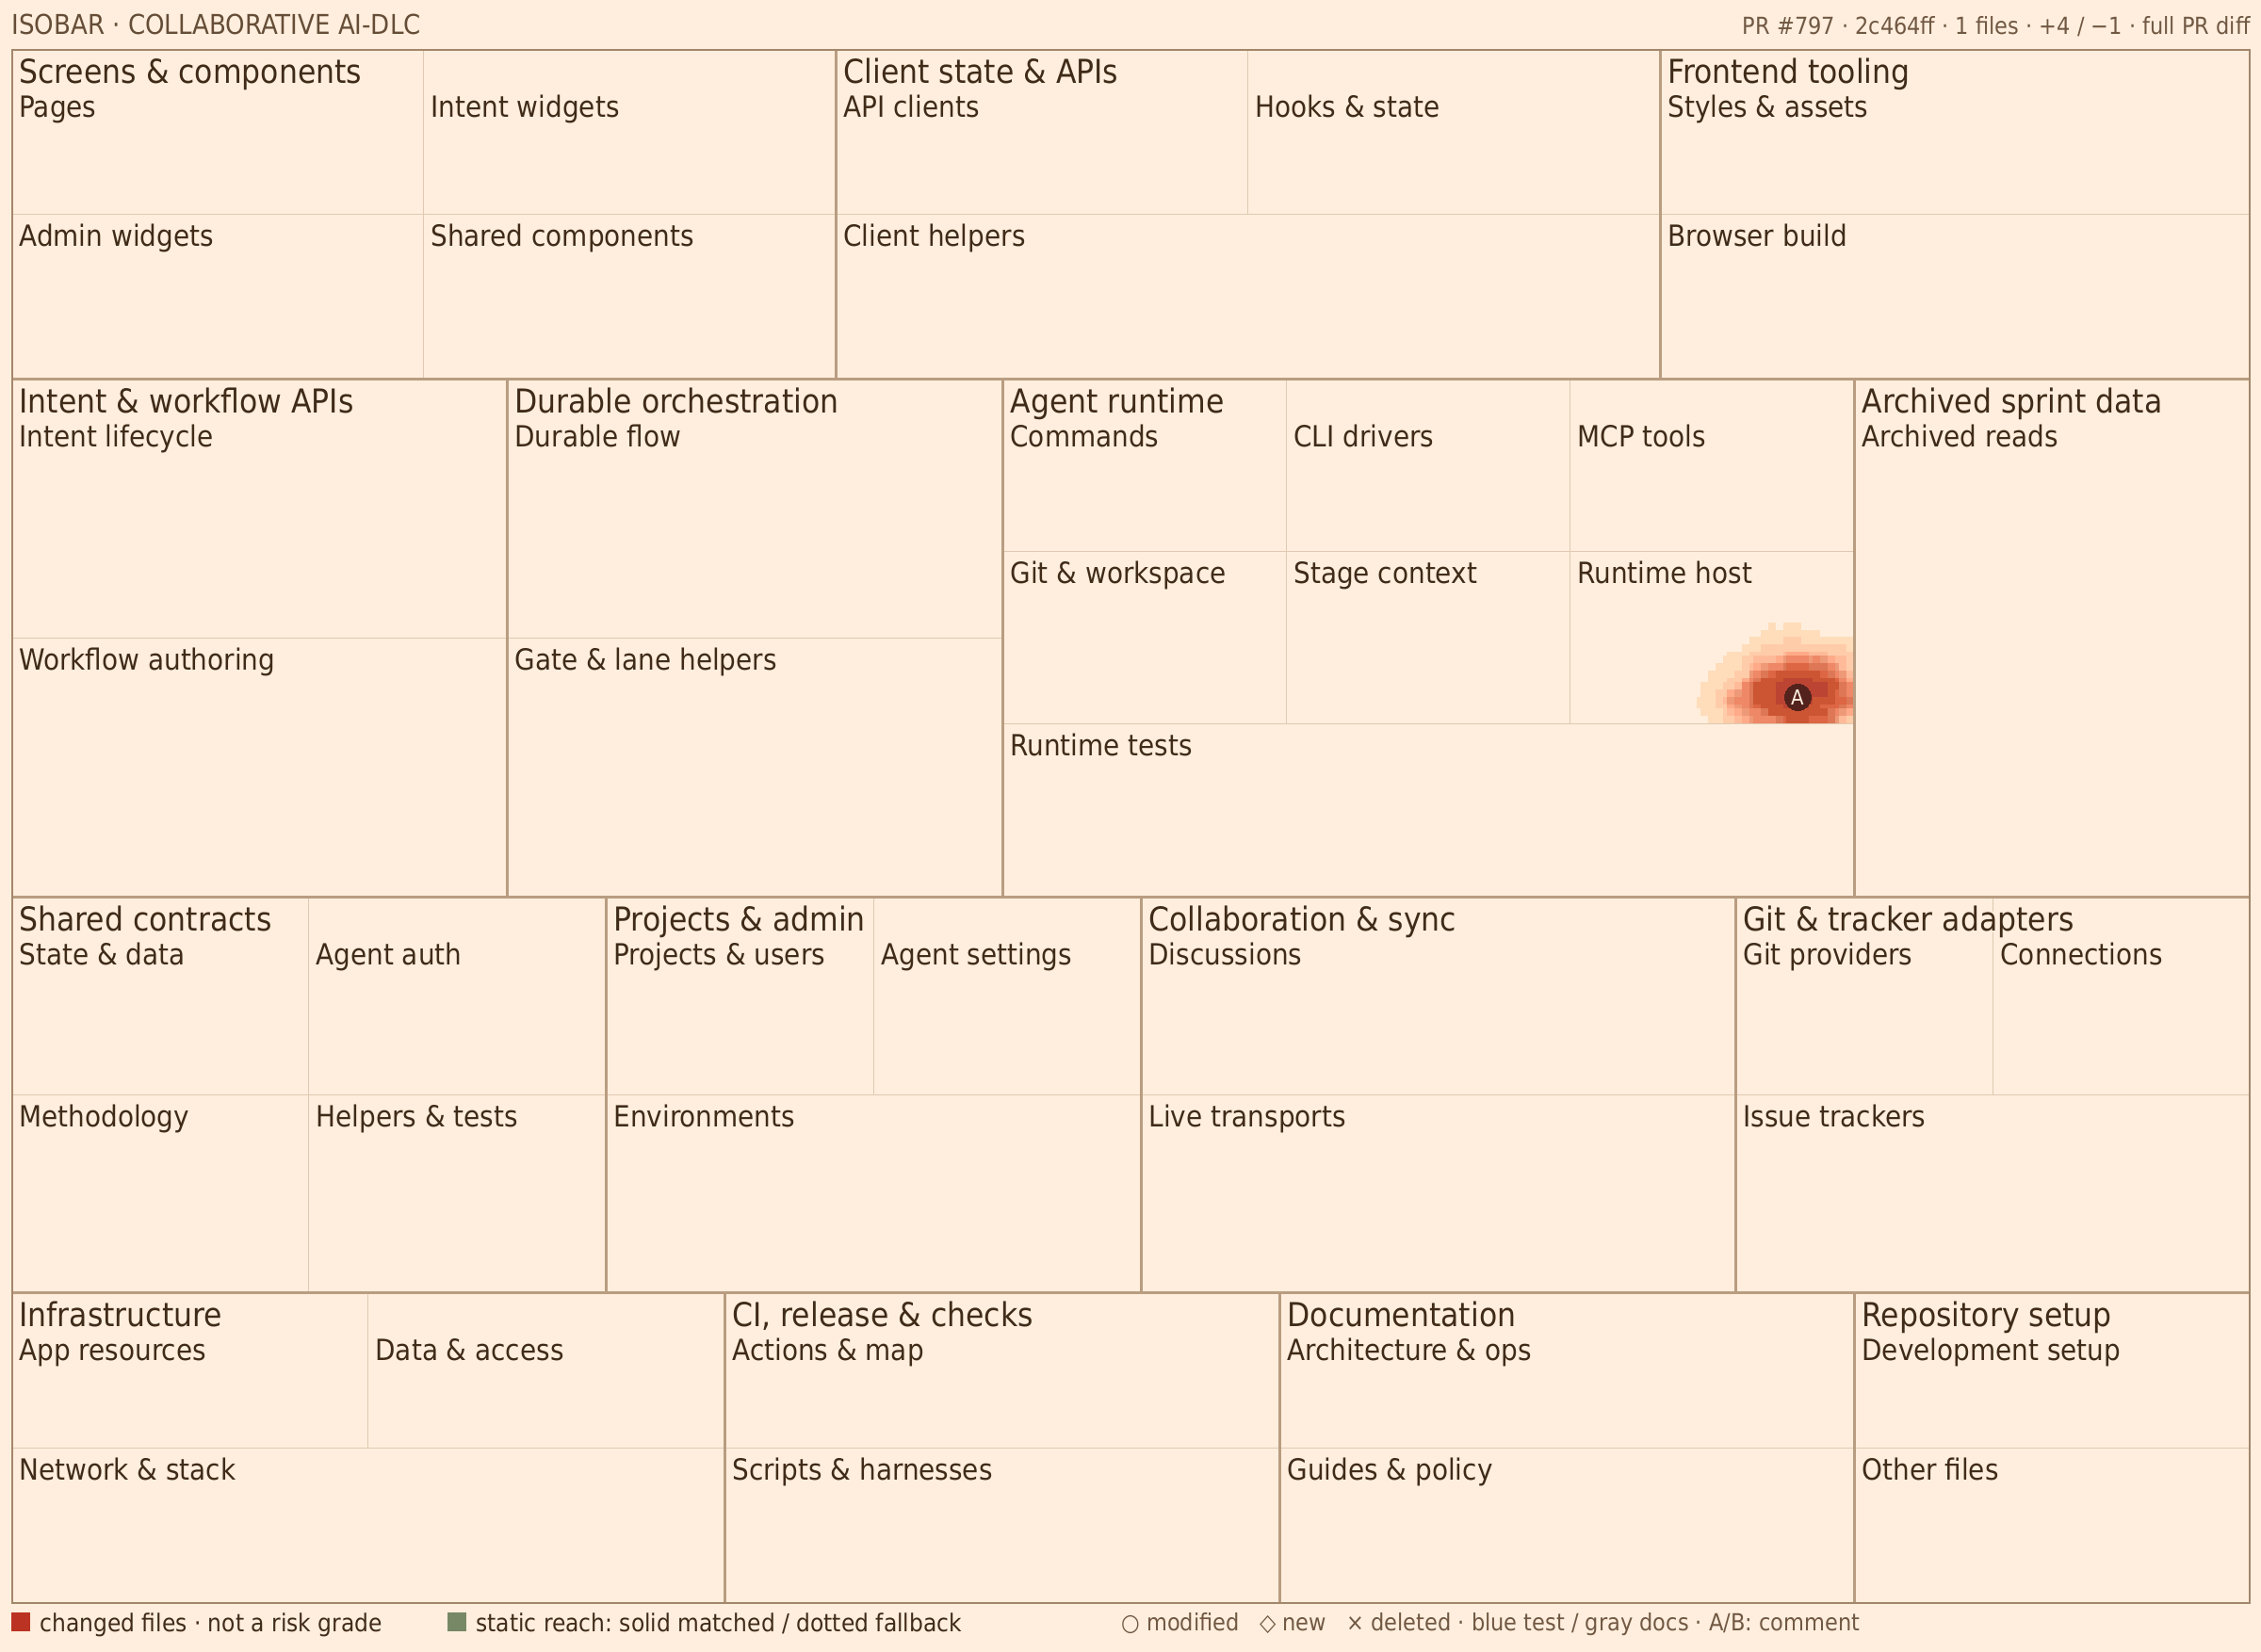 ISOBAR · COLLABORATIVE AI-DLC
PR #797 · 2c464ff · 1 files · +4 / −1 · full PR diff
Screens & components
Pages
Intent widgets
Client state & APIs
API clients
Hooks & state
Frontend tooling
Styles & assets
Admin widgets
Shared components
Client helpers
Browser build
Intent & workflow APIs
Intent lifecycle
Durable orchestration
Durable flow
Agent runtime
Commands
CLI drivers
MCP tools
Archived sprint data
Archived reads
Git & workspace
Stage context
Runtime host
A
Workflow authoring
Gate & lane helpers
Runtime tests
Shared contracts
State & data
Agent auth
Projects & admin
Projects & users
Agent settings
Collaboration & sync
Discussions
Git & tracker adapters
Git providers
Connections
Methodology
Helpers & tests
Environments
Live transports
Issue trackers
Infrastructure
App resources
Data & access
CI, release & checks
Actions & map
Documentation
Architecture & ops
Repository setup
Development setup
Network & stack
Scripts & harnesses
Guides & policy
Other files
changed files · not a risk grade
static reach: solid matched / dotted fallback
○ modified ◇ new × deleted · blue test / gray docs · A/B: comment